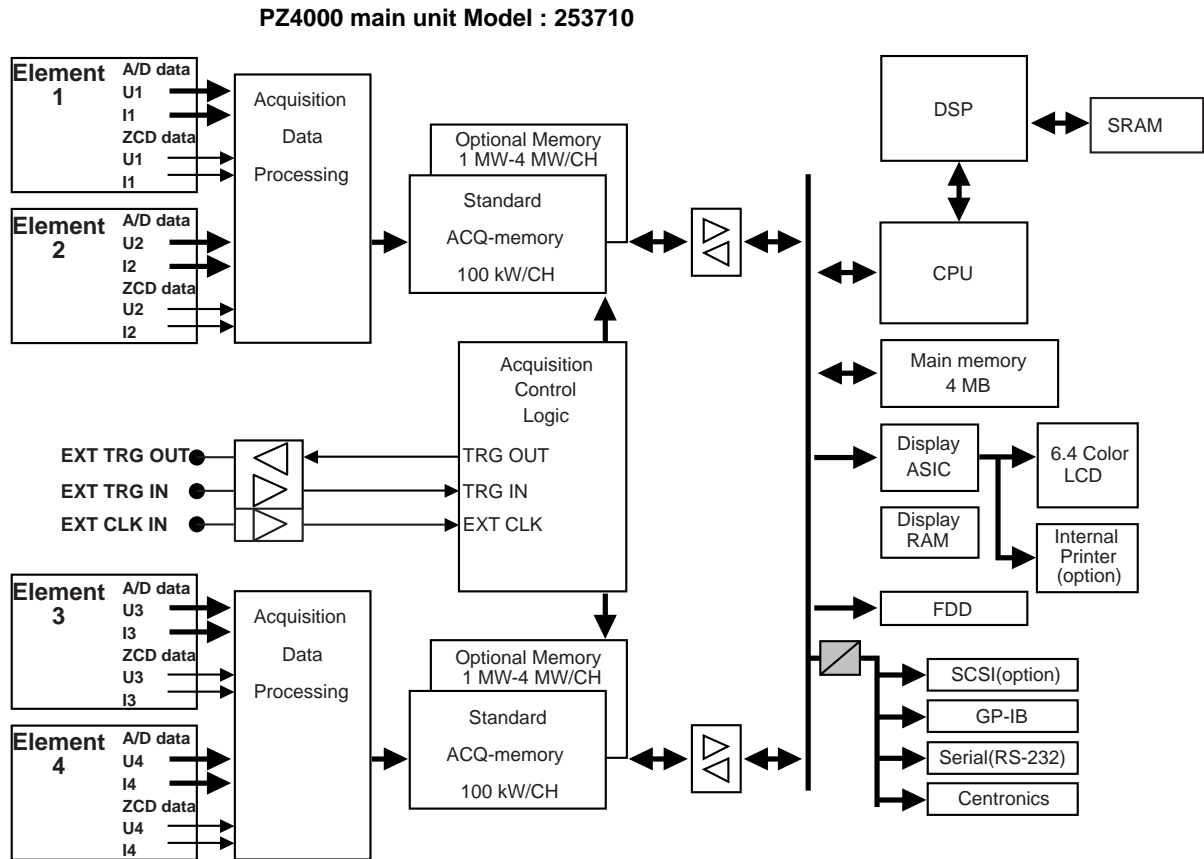 PZ4000 main unit Model : 253710
Element
1
A/D data
U1
I1
ZCD data
U1
I1
Element
2
A/D data
U2
I2
ZCD data
U2
I2
Acquisition
Data
Processing
Optional Memory
1 MW-4 MW/CH
Standard
ACQ-memory
100 kW/CH
DSP
SRAM
CPU
Main memory
4 MB
Acquisition
Control
Logic
TRG OUT
TRG IN
EXT CLK
EXT TRG OUT
EXT TRG IN
EXT CLK IN
Display
ASIC
6.4 Color
LCD
Display
RAM
Internal
Printer
(option)
FDD
Element
3
A/D data
U3
I3
ZCD data
U3
I3
Element
4
A/D data
U4
I4
ZCD data
U4
I4
Acquisition
Data
Processing
Optional Memory
1 MW-4 MW/CH
Standard
ACQ-memory
100 kW/CH
SCSI(option)
GP-IB
Serial(RS-232)
Centronics